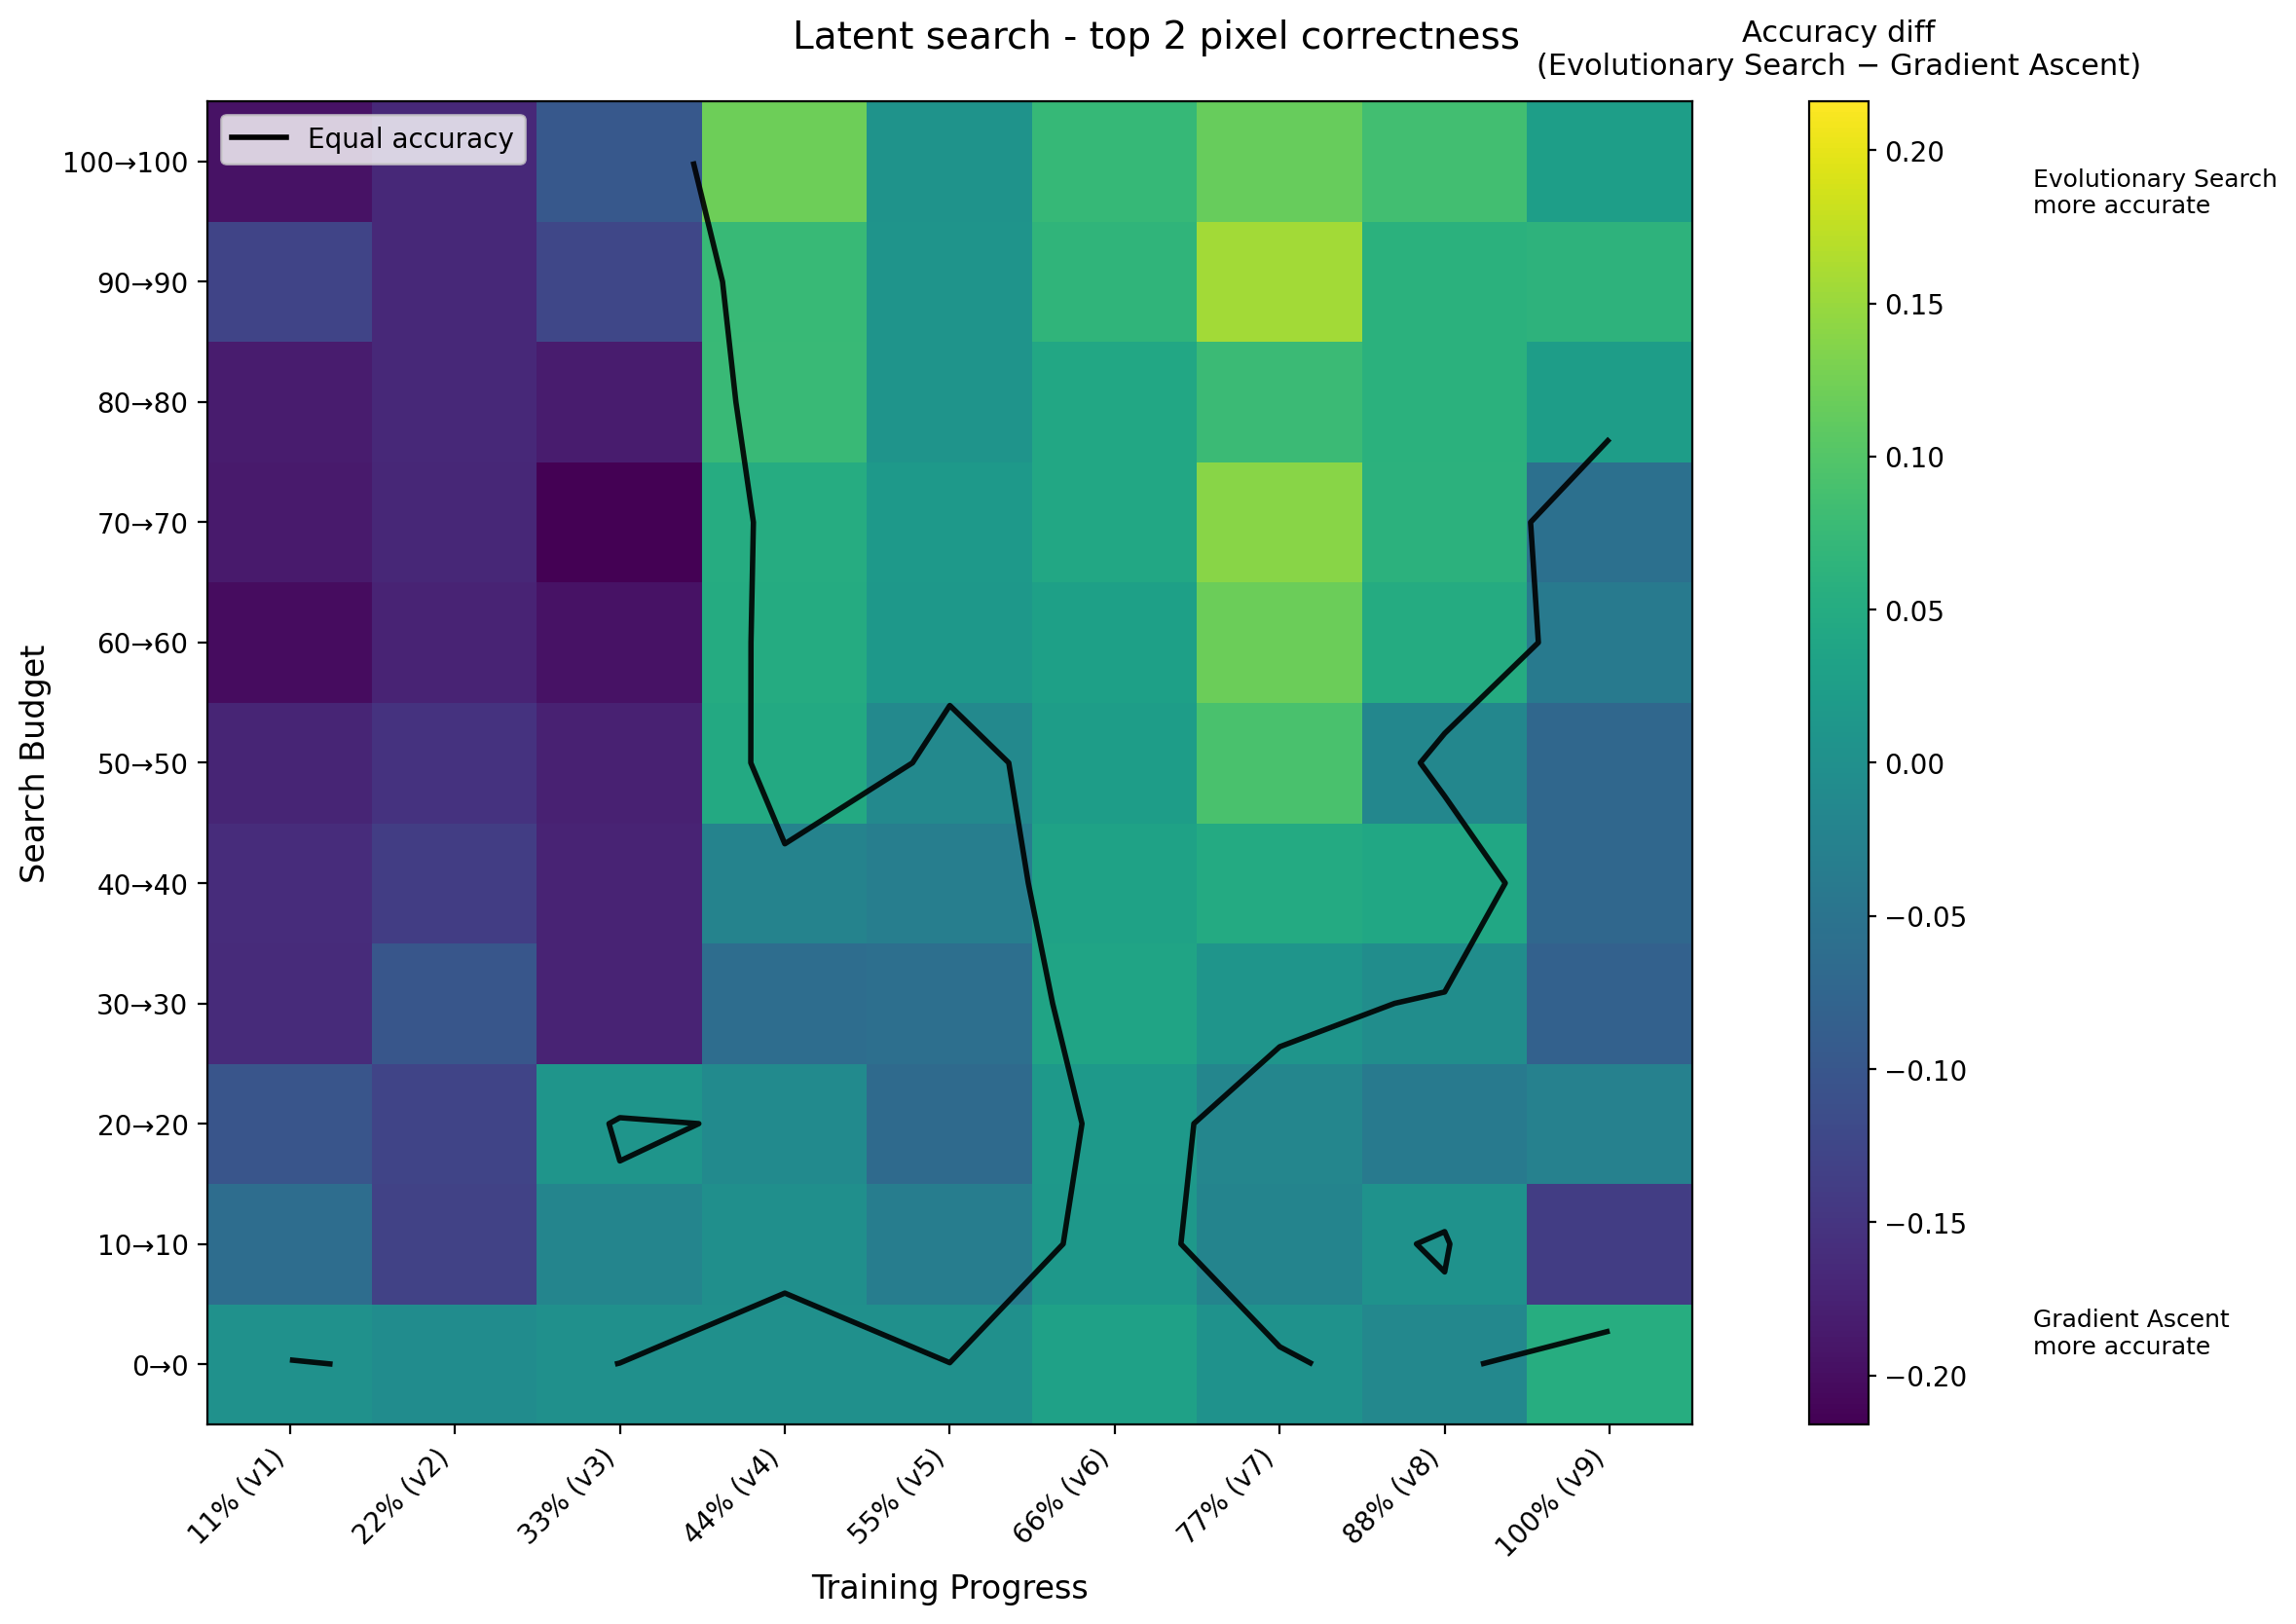 Latent search - top 2 pixel correctness
Accuracy diff
(Evolutionary Search − Gradient Ascent)
Equal accuracy
Search Budget
100→100
90→90
80→80
70→70
60→60
50→50
40→40
30→30
20→20
10→10
0→0
11% (v1)
22% (v2)
33% (v3)
44% (v4)
55% (v5)
66% (v6)
77% (v7)
88% (v8)
100% (v9)
Training Progress
0.20
0.15
0.10
0.05
0.00
−0.05
−0.10
−0.15
−0.20
Evolutionary Search
more accurate
Gradient Ascent
more accurate